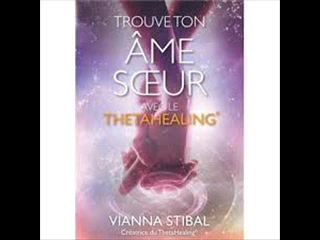 TROUVE TON
ÂME
SŒUR
AVEC LE
THETAHEALING®
VIANNA STIBAL
Créatrice du ThetaHealing®